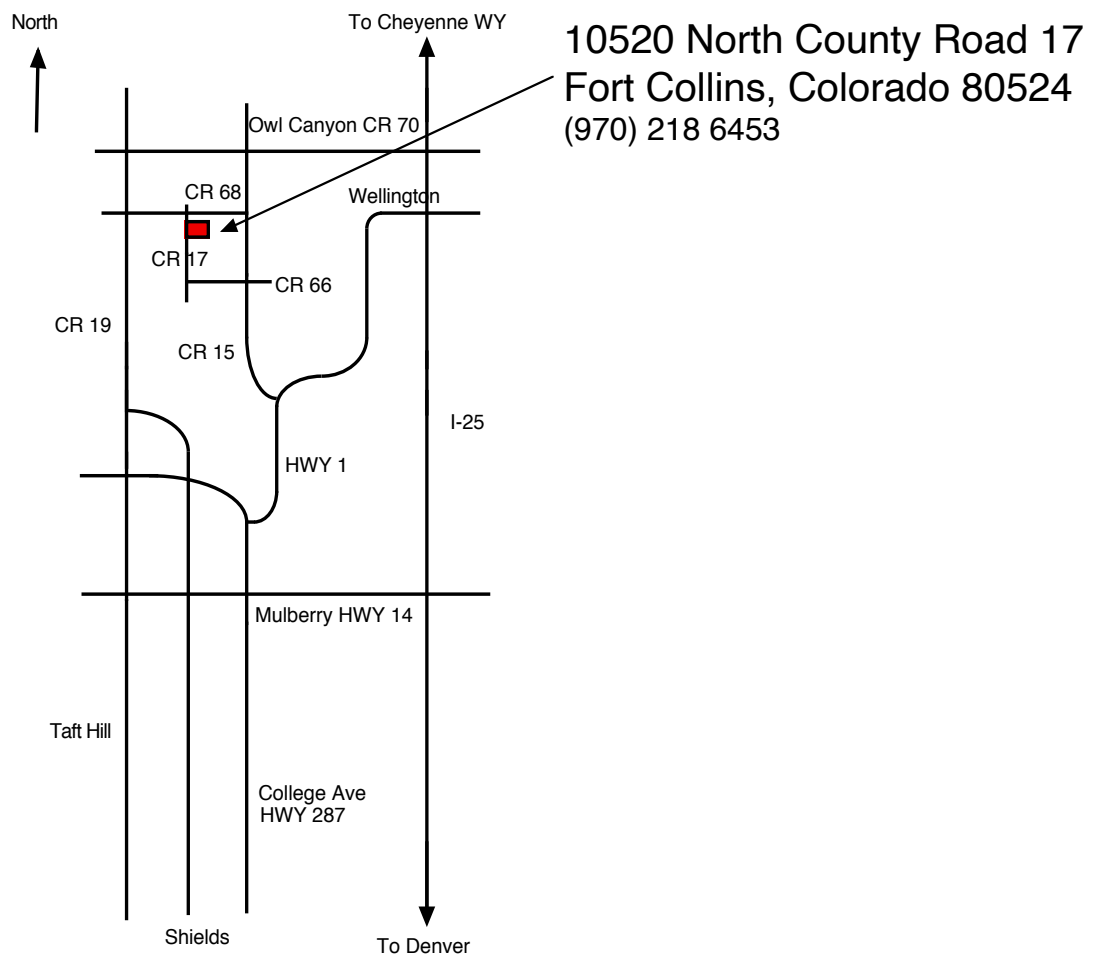 North
To Cheyenne WY
10520 North County Road 17
Fort Collins, Colorado 80524
(970) 218 6453
Owl Canyon CR 70
CR 68
Wellington
CR 17
CR 66
CR 19
CR 15
I-25
HWY 1
Mulberry HWY 14
Taft Hill
College Ave
HWY 287
Shields
To Denver